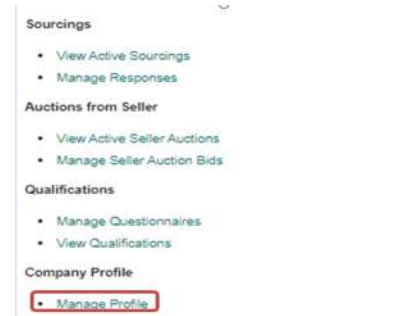 Sourcings
• View Active Sourcings
• Manage Responses
Auctions from Seller
• View Active Seller Auctions
• Manage Seller Auction Bids
Qualifications
• Manage Questionnaires
• View Qualifications
Company Profile
• Manage Profile